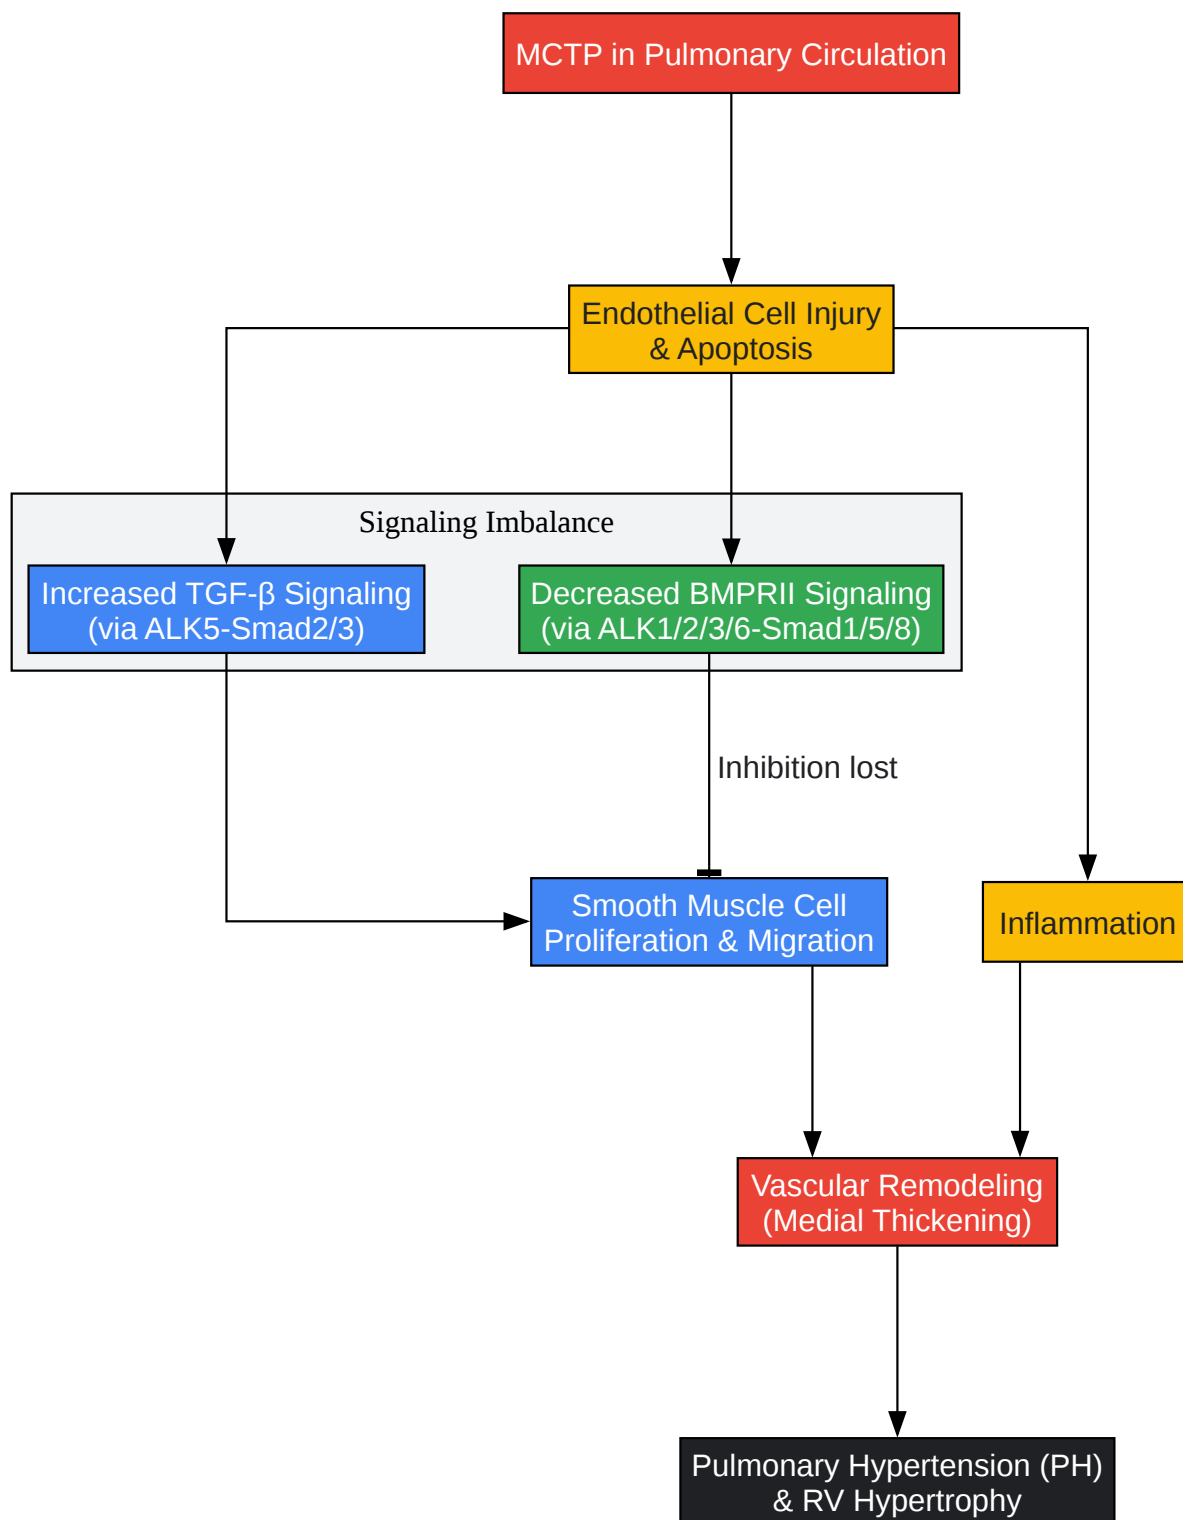 MCTP in Pulmonary Circulation
Endothelial Cell Injury
& Apoptosis
Signaling Imbalance
Increased TGF-β Signaling
(via ALK5-Smad2/3)
Decreased BMPRII Signaling
(via ALK1/2/3/6-Smad1/5/8)
Inhibition lost
Smooth Muscle Cell
Proliferation & Migration
Inflammation
Vascular Remodeling
(Medial Thickening)
Pulmonary Hypertension (PH)
& RV Hypertrophy